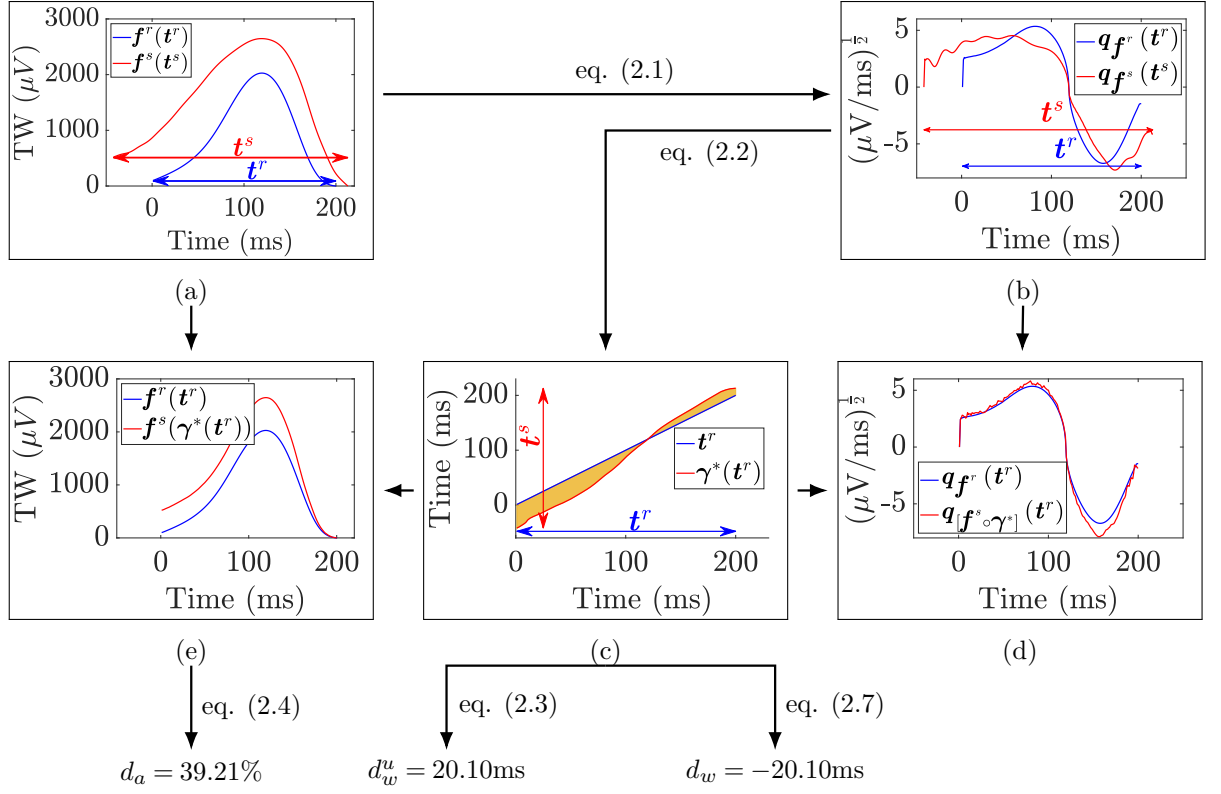 3000
2000
1000
0
TW (μV)
f^r(t^r)
f^s(t^s)
t^s
t^r
0 100 200
Time (ms)
(a)
eq. (2.1)
eq. (2.2)
5
0
−5
(μV/ms)^{1/2}
q_{f^r}(t^r)
q_{f^s}(t^s)
t^s
t^r
0 100 200
Time (ms)
(b)
3000
2000
1000
0
TW (μV)
f^r(t^r)
f^s(γ*(t^r))
0 100 200
Time (ms)
(e)
200
100
0
Time (ms)
t^s
t^r
γ*(t^r)
t^r
0 100 200
Time (ms)
(c)
5
0
−5
(μV/ms)^{1/2}
q_{f^r}(t^r)
q_{[f^s∘γ*]}(t^r)
0 100 200
Time (ms)
(d)
eq. (2.4)
eq. (2.3)
eq. (2.7)
d_a = 39.21%
d_w^u = 20.10ms
d_w = −20.10ms